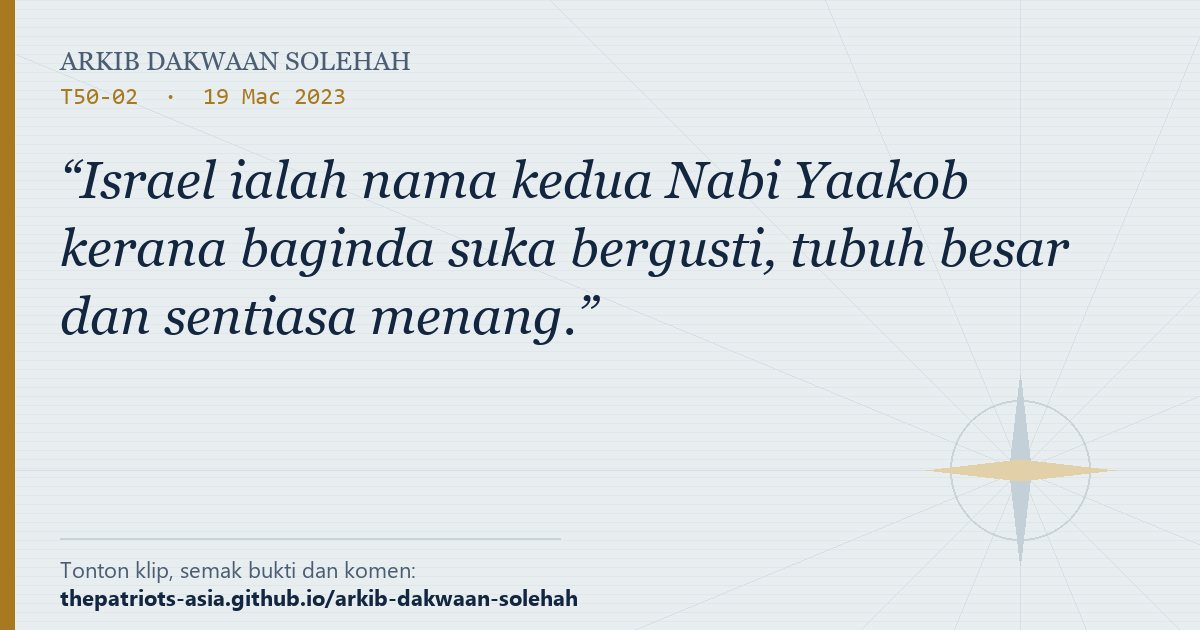 ARKIB DAKWAAN SOLEHAH
T50-02 · 19 Mac 2023
“Israel ialah nama kedua Nabi Yaakob
kerana baginda suka bergusti, tubuh besar
dan sentiasa menang.”
Tonton klip, semak bukti dan komen:
thepatriots-asia.github.io/arkib-dakwaan-solehah